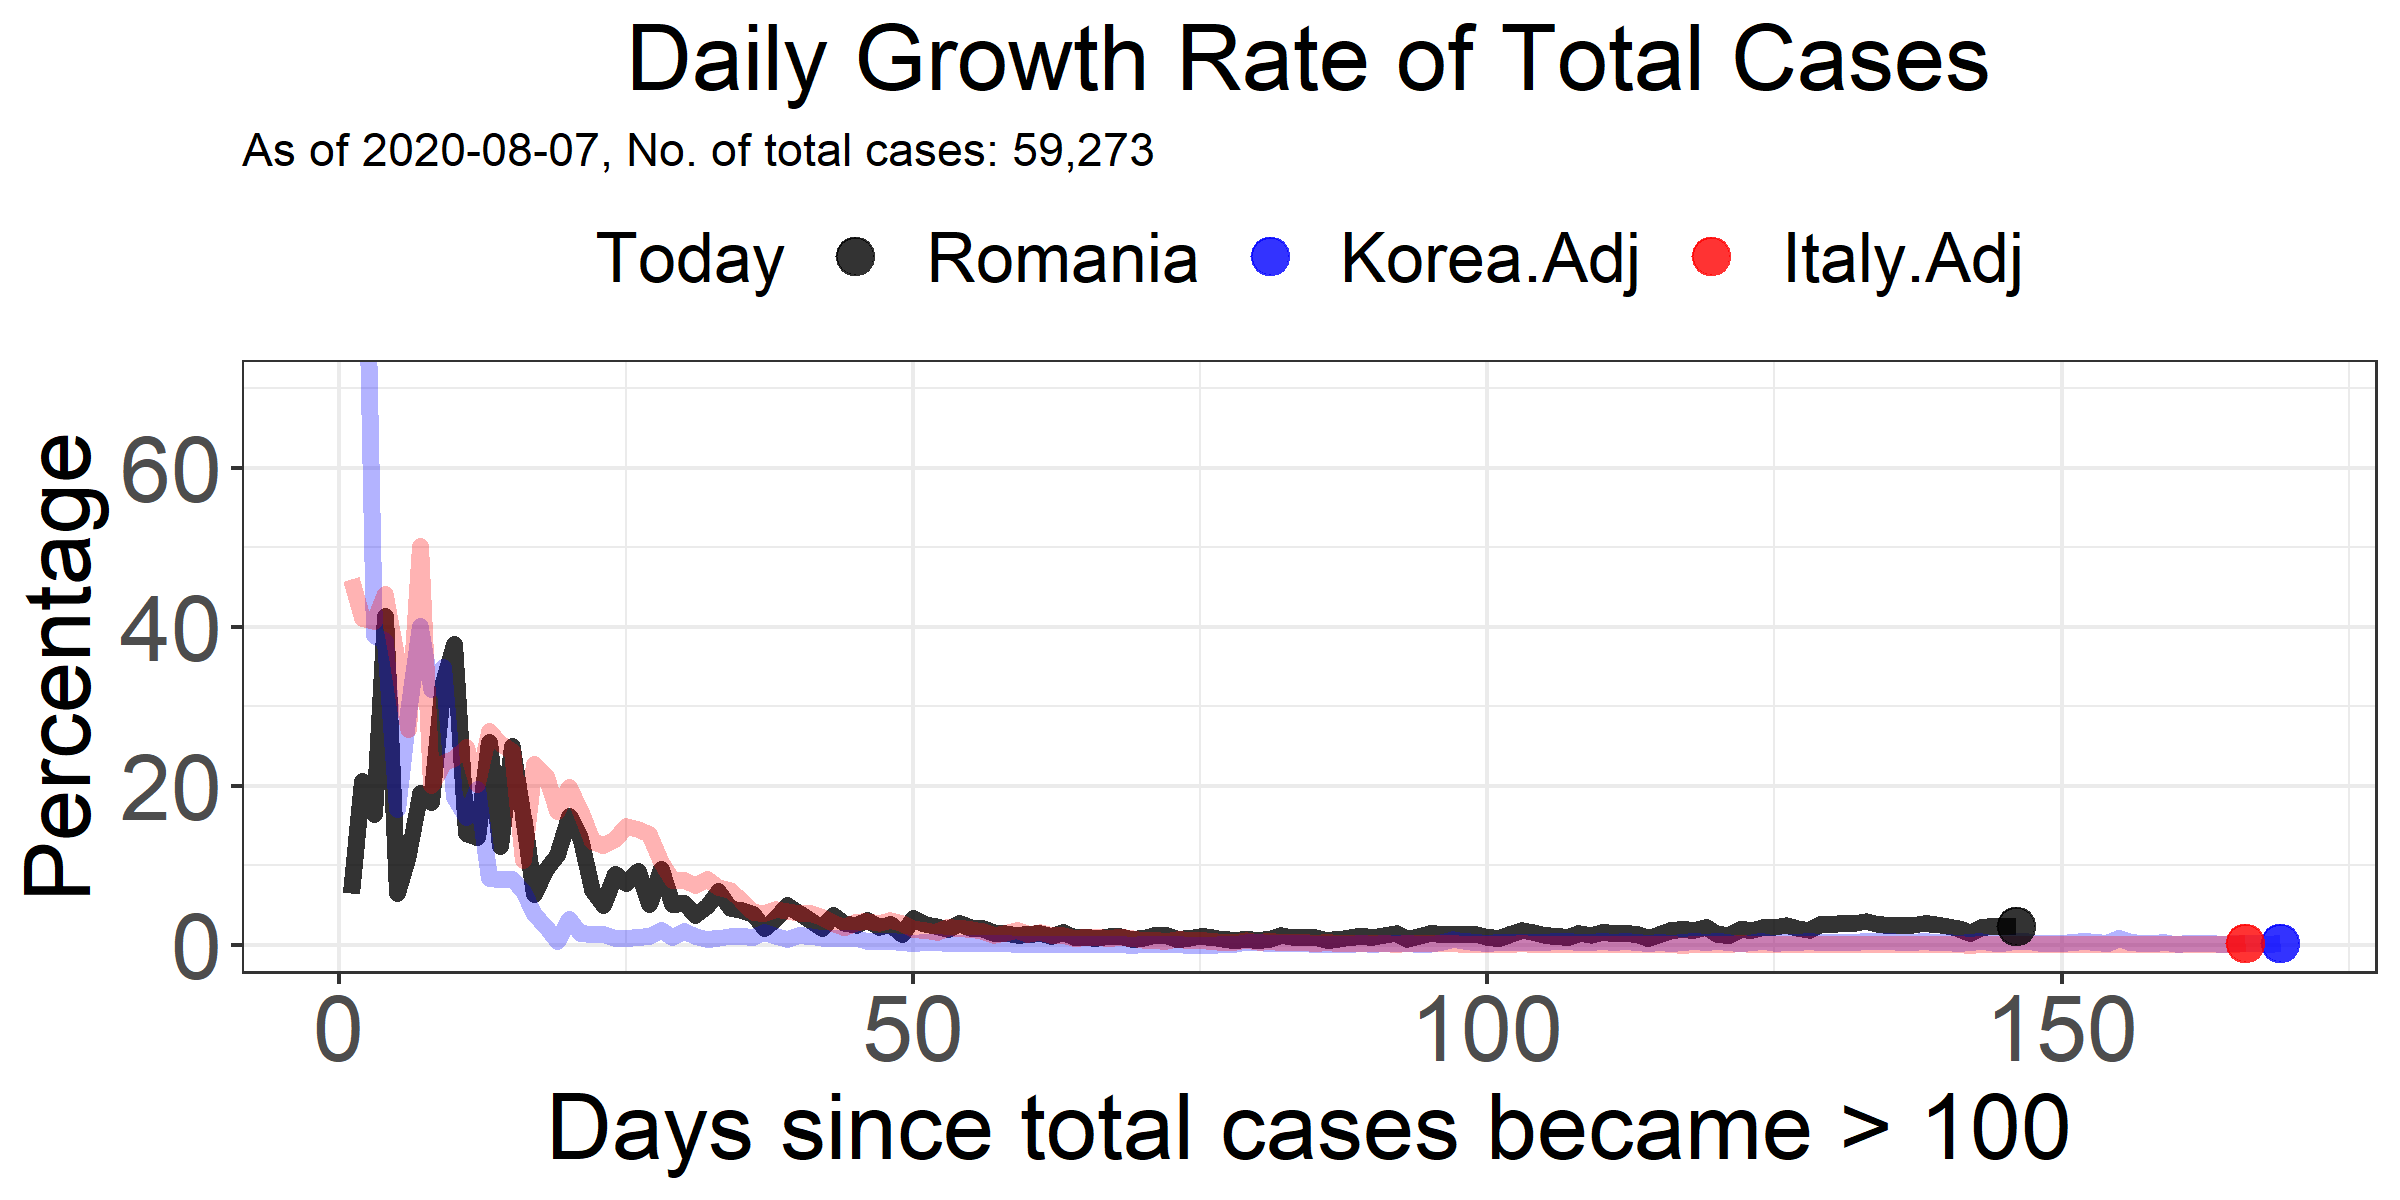 Daily Growth Rate of Total Cases
As of 2020-08-07, No. of total cases: 59,273
Today Romania Korea.Adj Italy.Adj
Percentage
60
40
20
0
0 50 100 150
Days since total cases became > 100